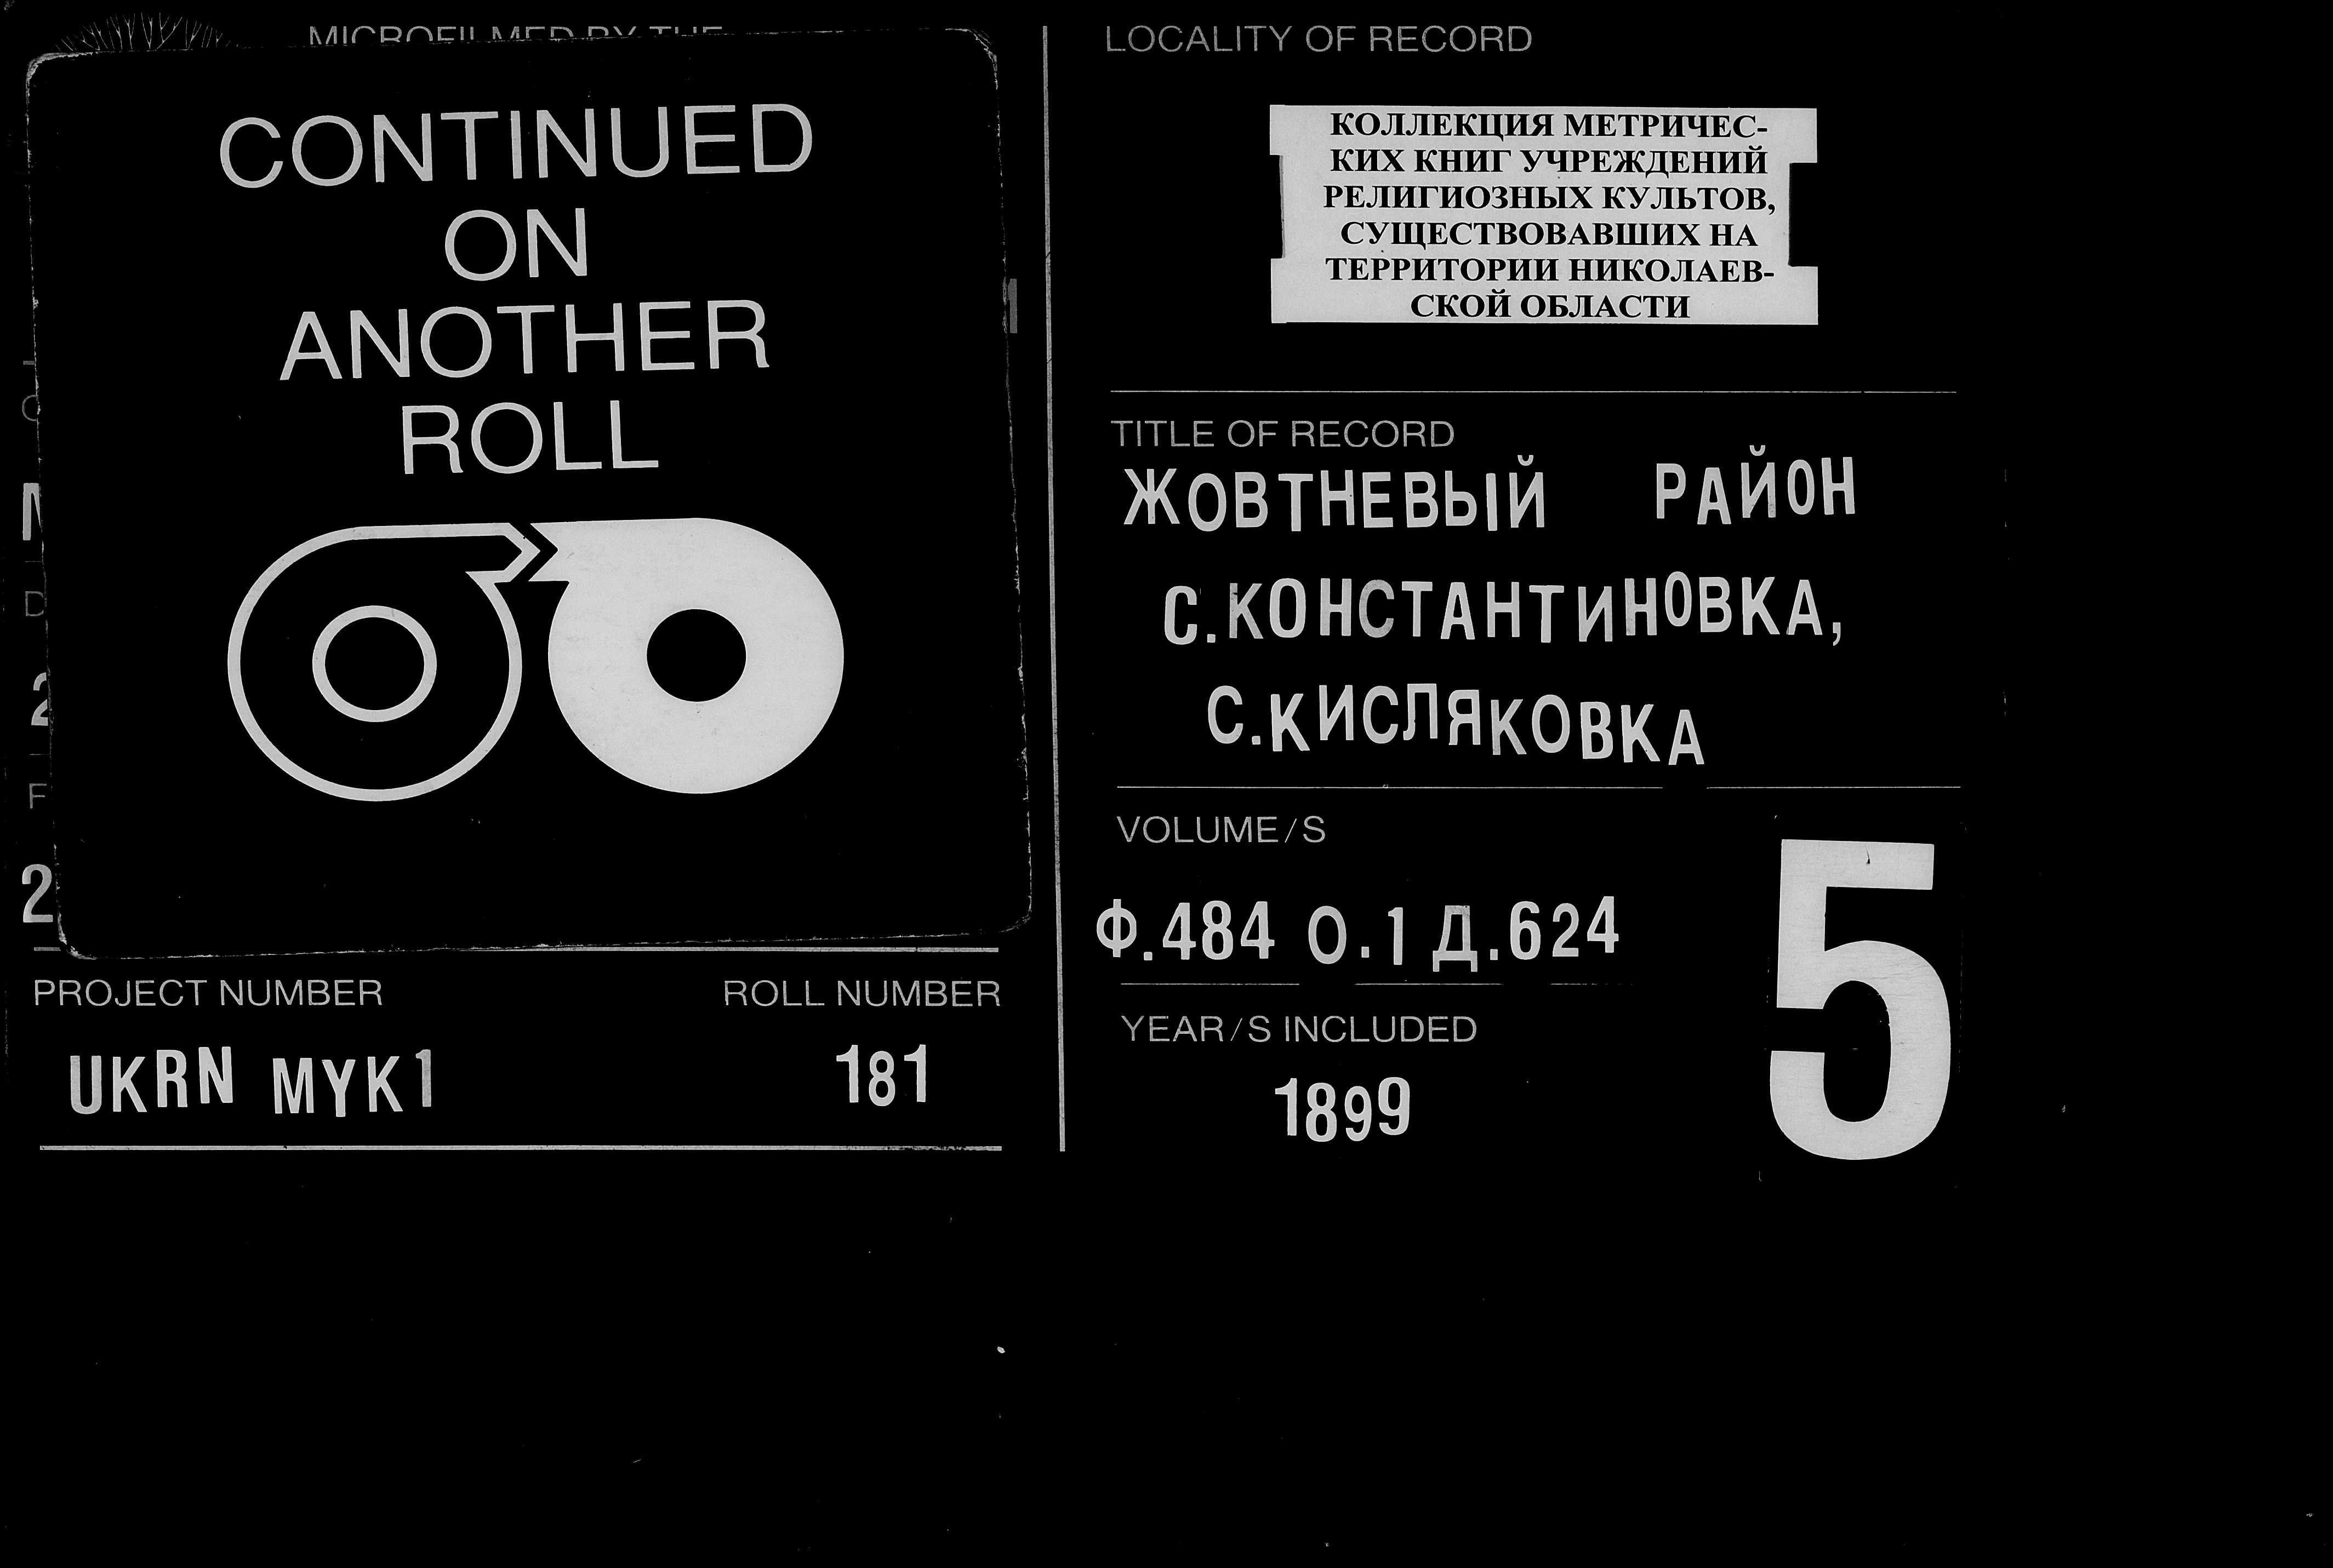 CONTINUED
ON
ANOTHER
ROLL
PROJECT NUMBER
ROLL NUMBER
UKRN MYK1
181
LOCALITY OF RECORD
КОЛЛЕКЦИЯ МЕТРИЧЕС-
КИХ КНИГ УЧРЕЖДЕНИЙ
РЕЛИГИОЗНЫХ КУЛЬТОВ,
СУЩЕСТВОВАВШИХ НА
ТЕРРИТОРИИ НИКОЛАЕВ-
СКОЙ ОБЛАСТИ
TITLE OF RECORD
ЖОВТНЕВЫЙ РАЙОН
С.КОНСТАНТИНОВКА,
С.КИСЛЯКОВКА
VOLUME/S
Ф.484 О.1 Д.624
5
YEAR/S INCLUDED
1899